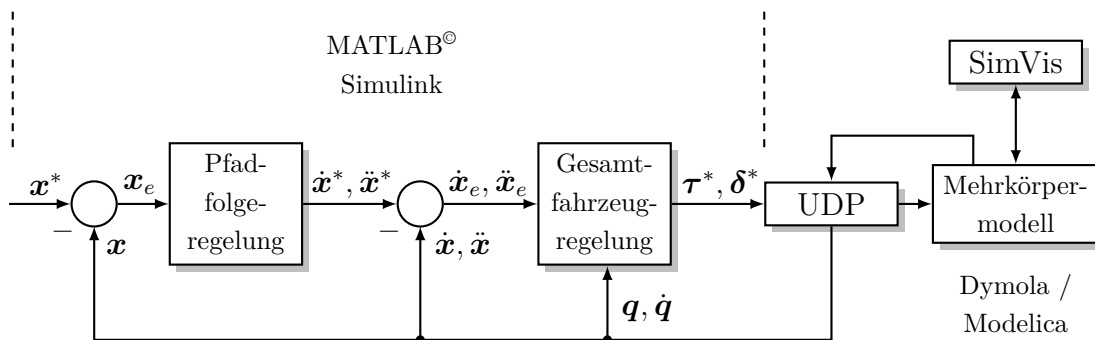 MATLAB©
Simulink
SimVis
Pfad-
folge-
regelung
Gesamt-
fahrzeug-
regelung
Mehrkörper-
modell
UDP
x*
−
x
xₑ
ẋ*, ẍ*
−
ẋ, ẍ
ẋₑ, ẍₑ
τ*, δ*
q, q̇
Dymola /
Modelica